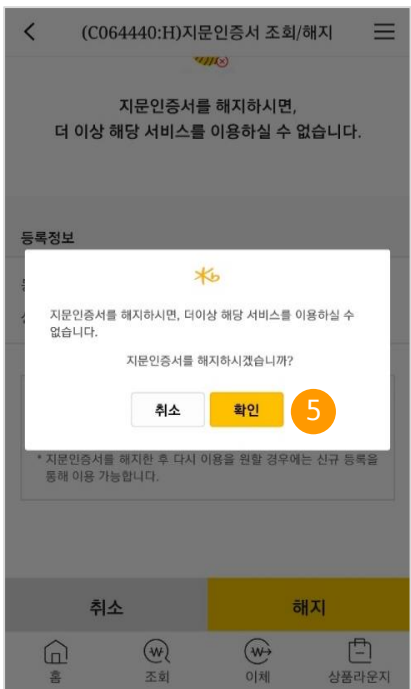 (C064440:H)지문인증서 조회/해지
지문인증서를 해지하시면,
더 이상 해당 서비스를 이용하실 수 없습니다.
등록정보
지문인증서를 해지하시면, 더이상 해당 서비스를 이용하실 수
없습니다.
지문인증서를 해지하시겠습니까?
취소
확인
5
* 지문인증서를 해지한 후 다시 이용을 원할 경우에는 신규 등록을
통해 이용 가능합니다.
취소
해지
홈
조회
이체
상품라운지